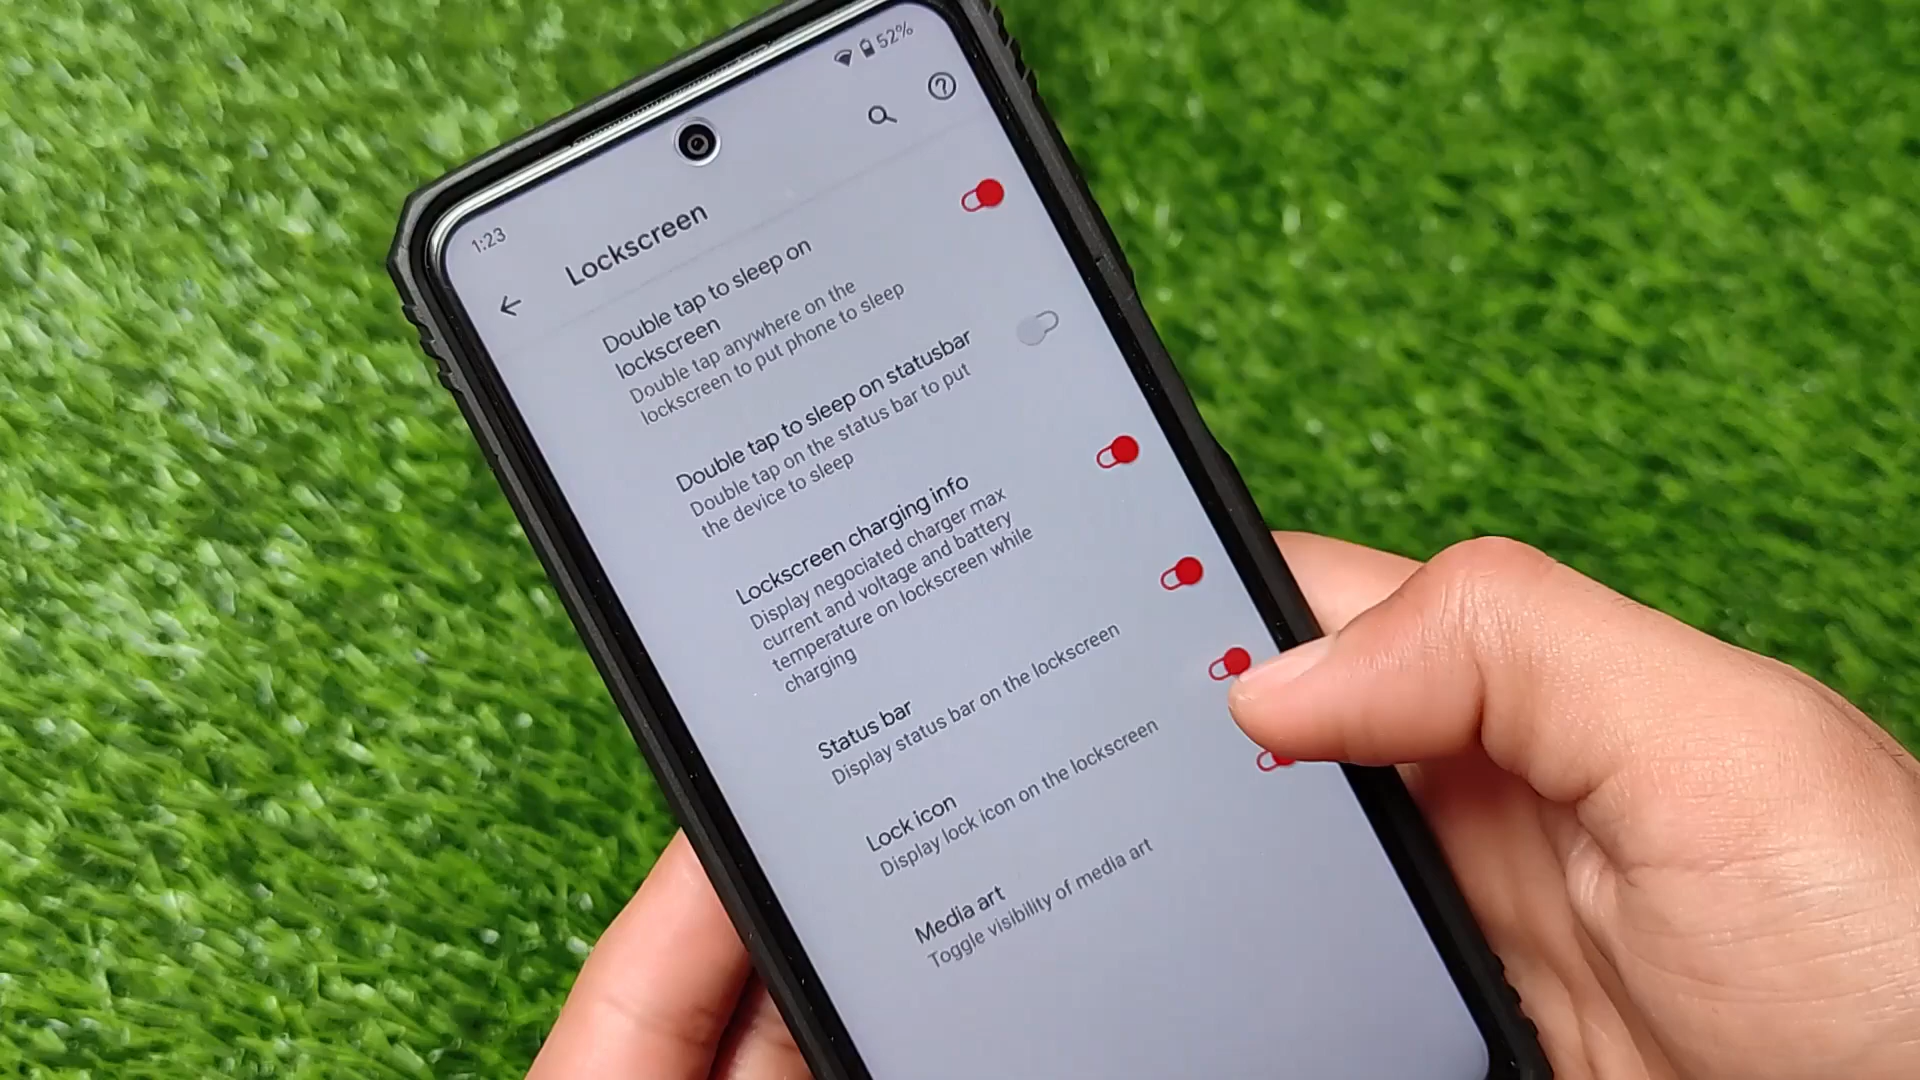 1:23
52%
Lockscreen
Double tap to sleep on
lockscreen
Double tap anywhere on the
lockscreen to put phone to sleep
Double tap to sleep on statusbar
Double tap on the status bar to put
the device to sleep
Lockscreen charging info
Display negociated charger max
current and voltage and battery
temperature on lockscreen while
charging
Status bar
Display status bar on the lockscreen
Lock icon
Display lock icon on the lockscreen
Media art
Toggle visibility of media art